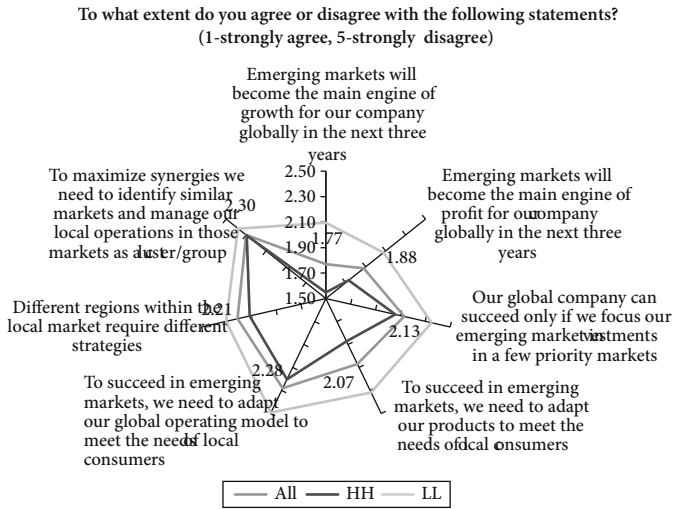 To what extent do you agree or disagree with the following statements?
(1-strongly agree, 5-strongly disagree)
Emerging markets will
become the main engine of
growth for our company
globally in the next three
years
Emerging markets will
become the main engine of
profit for our company
globally in the next three
years
Our global company can
succeed only if we focus our
emerging market investments
in a few priority markets
To succeed in emerging
markets, we need to adapt
our products to meet the
needs of local consumers
To succeed in emerging
markets, we need to adapt
our global operating model to
meet the needs of local
consumers
Different regions within the
local market require different
strategies
To maximize synergies we
need to identify similar
markets and manage our
local operations in those
markets as a cluster/group
2.50
2.30
2.10
1.90
1.70
1.50
1.77
1.88
2.13
2.07
2.28
2.21
2.30
All
HH
LL